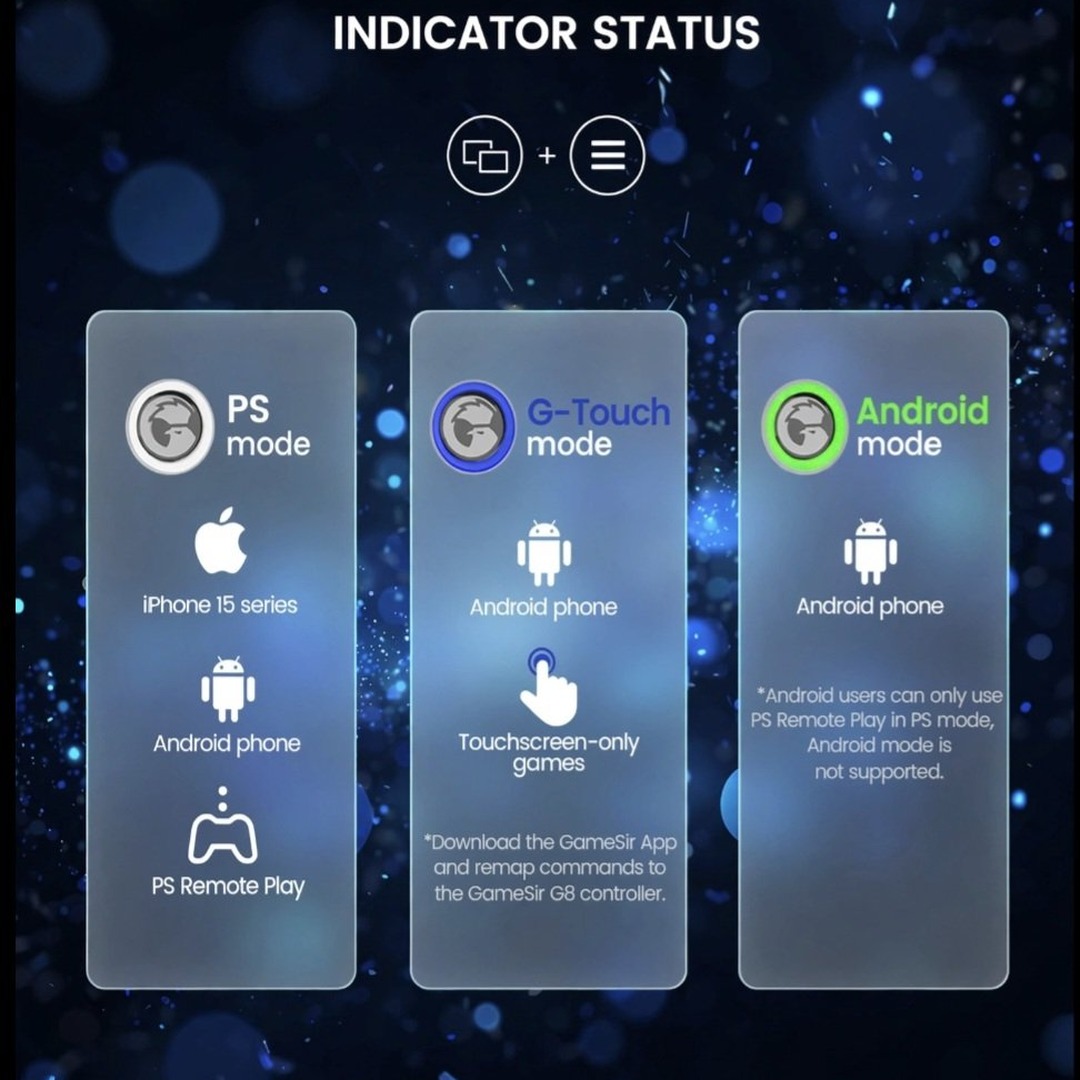 INDICATOR STATUS
+
PS
mode
iPhone 15 series
Android phone
PS Remote Play
G-Touch
mode
Android phone
Touchscreen-only
games
*Download the GameSir App
and remap commands to
the GameSir G8 controller.
Android
mode
Android phone
*Android users can only use
PS Remote Play in PS mode,
Android mode is
not supported.